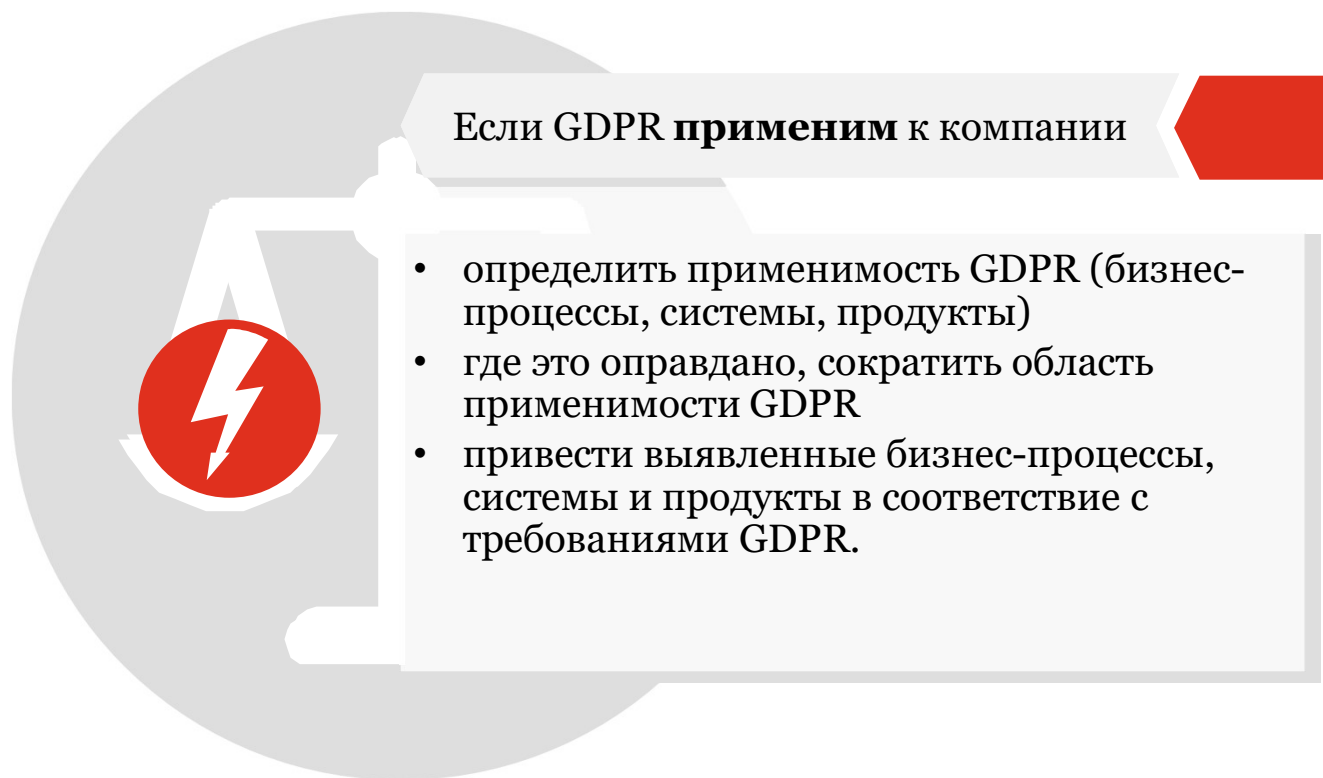 Если GDPR применим к компании
• определить применимость GDPR (бизнес-
процессы, системы, продукты)
• где это оправдано, сократить область
применимости GDPR
• привести выявленные бизнес-процессы,
системы и продукты в соответствие с
требованиями GDPR.